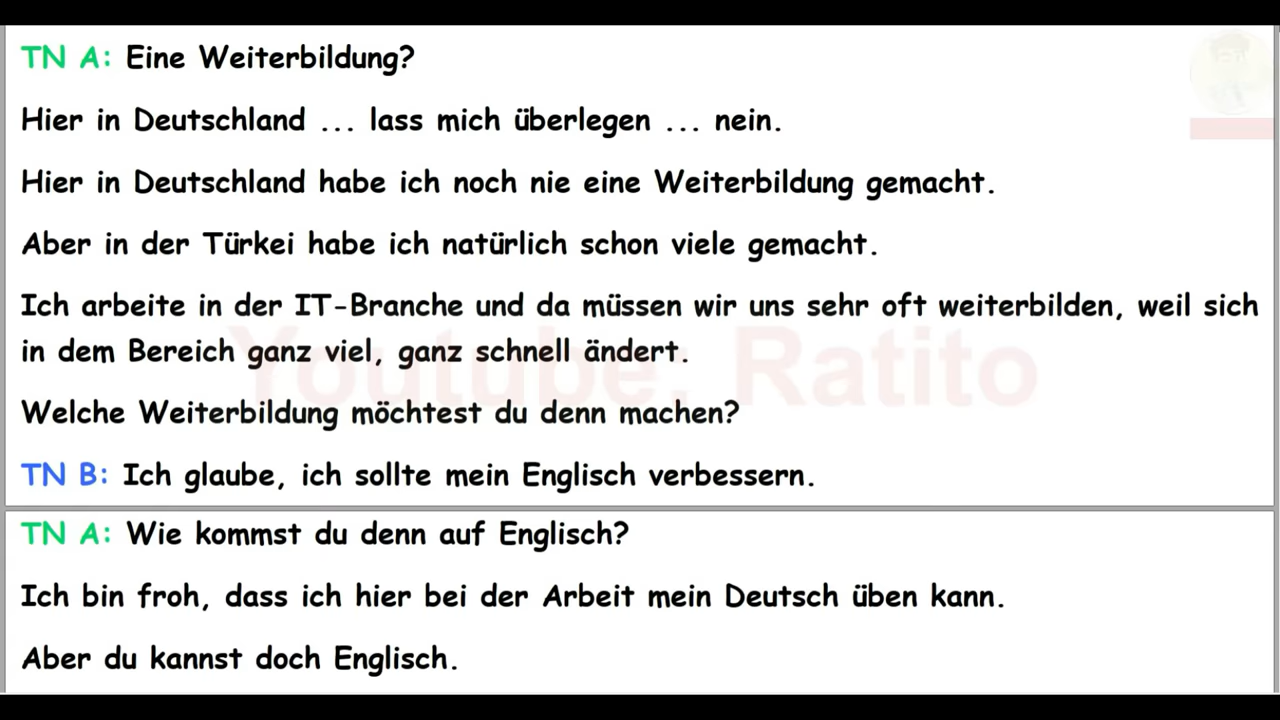 TN A: Eine Weiterbildung?
Hier in Deutschland ... lass mich überlegen ... nein.
Hier in Deutschland habe ich noch nie eine Weiterbildung gemacht.
Aber in der Türkei habe ich natürlich schon viele gemacht.
Ich arbeite in der IT-Branche und da müssen wir uns sehr oft weiterbilden, weil sich
in dem Bereich ganz viel, ganz schnell ändert.
Youtube: Ratito
Welche Weiterbildung möchtest du denn machen?
TN B: Ich glaube, ich sollte mein Englisch verbessern.
TN A: Wie kommst du denn auf Englisch?
Ich bin froh, dass ich hier bei der Arbeit mein Deutsch üben kann.
Aber du kannst doch Englisch.